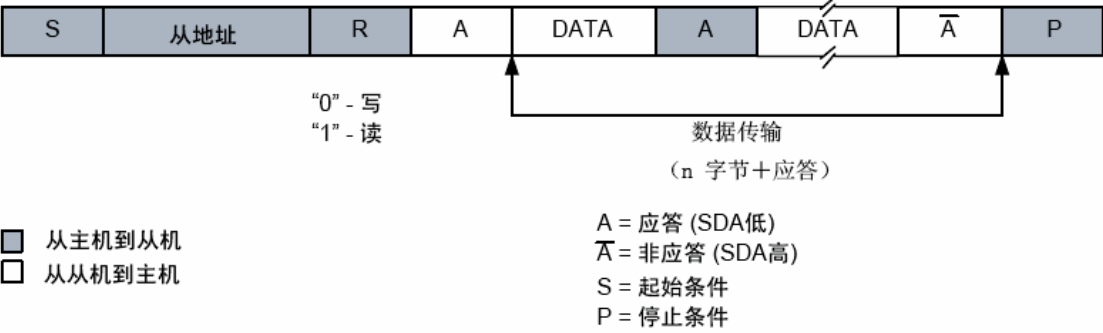 S 从地址 R A DATA A DATA A̅ P
“0” - 写
“1” - 读
数据传输
（n 字节＋应答）
从主机到从机
从从机到主机
A = 应答 (SDA低)
A̅ = 非应答 (SDA高)
S = 起始条件
P = 停止条件